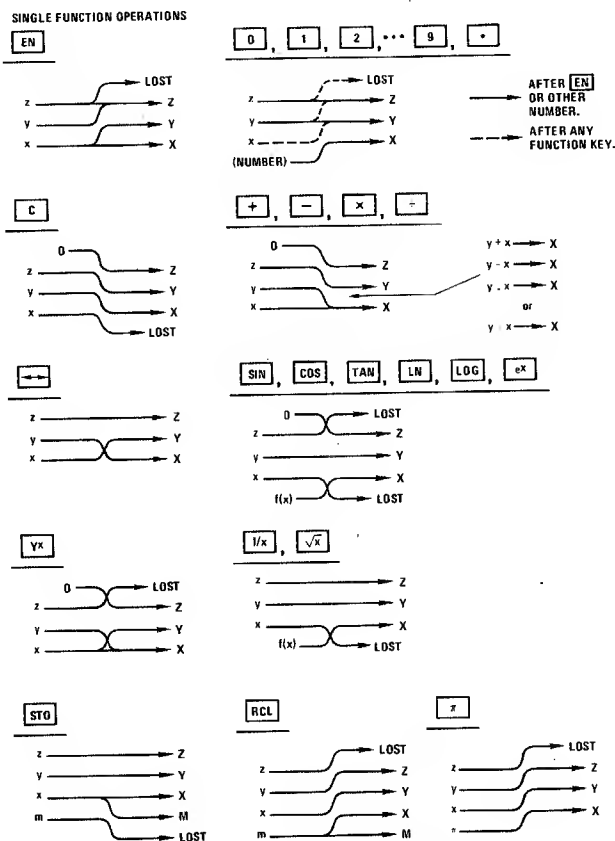 SINGLE FUNCTION OPERATIONS
EN
LOST
z Z
y Y
x X
0, 1, 2, ··· 9, •
LOST
z Z
y Y
x X
(NUMBER)
AFTER EN
OR OTHER
NUMBER.
AFTER ANY
FUNCTION KEY.
C
0
z Z
y Y
x X
LOST
+, −, ×, ÷
0
z Z
y Y
x X
y + x X
y - x X
y . x X
or
y x X
↔
z Z
y Y
x X
SIN, COS, TAN, LN, LOG, eˣ
0 LOST
z Z
y Y
x X
f(x) LOST
Yˣ
0 LOST
z Z
y Y
x X
1/x, √x
z Z
y Y
x X
f(x) LOST
STO
z Z
y Y
x X
m M
LOST
RCL
LOST
z Z
y Y
x X
m M
π
LOST
z Z
y Y
x X
π